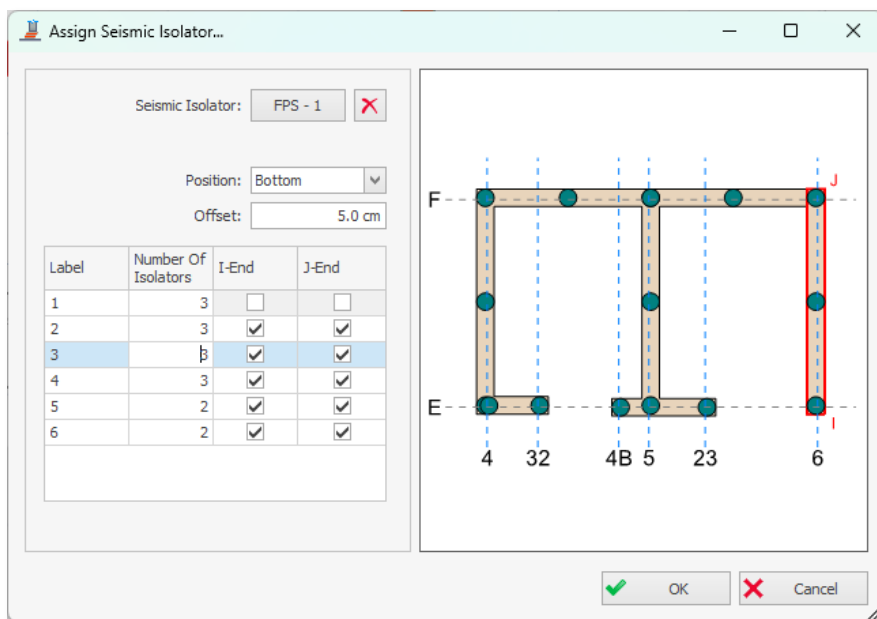 Assign Seismic Isolator...
Seismic Isolator: FPS - 1
Position: Bottom
Offset: 5.0 cm
Label Number Of Isolators I-End J-End
1 3
2 3
3 3
4 3
5 2
6 2
J
F
E
I
4 32 4B 5 23 6
OK Cancel